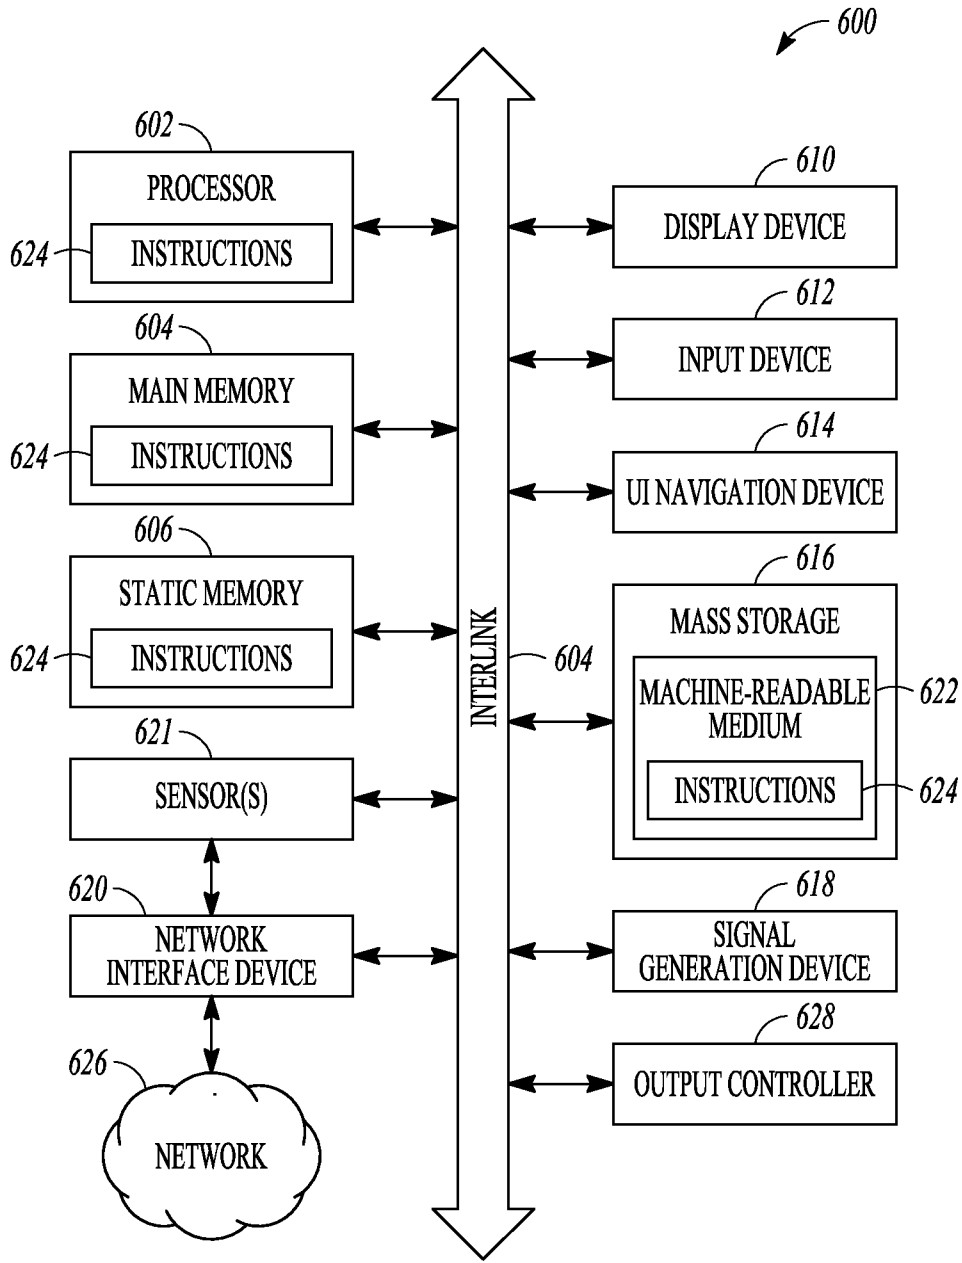 600
602
PROCESSOR
624
INSTRUCTIONS
604
MAIN MEMORY
624
INSTRUCTIONS
606
STATIC MEMORY
624
INSTRUCTIONS
621
SENSOR(S)
620
NETWORK
INTERFACE DEVICE
626
NETWORK
INTERLINK
604
610
DISPLAY DEVICE
612
INPUT DEVICE
614
UI NAVIGATION DEVICE
616
MASS STORAGE
MACHINE-READABLE
MEDIUM
622
INSTRUCTIONS
624
618
SIGNAL
GENERATION DEVICE
628
OUTPUT CONTROLLER